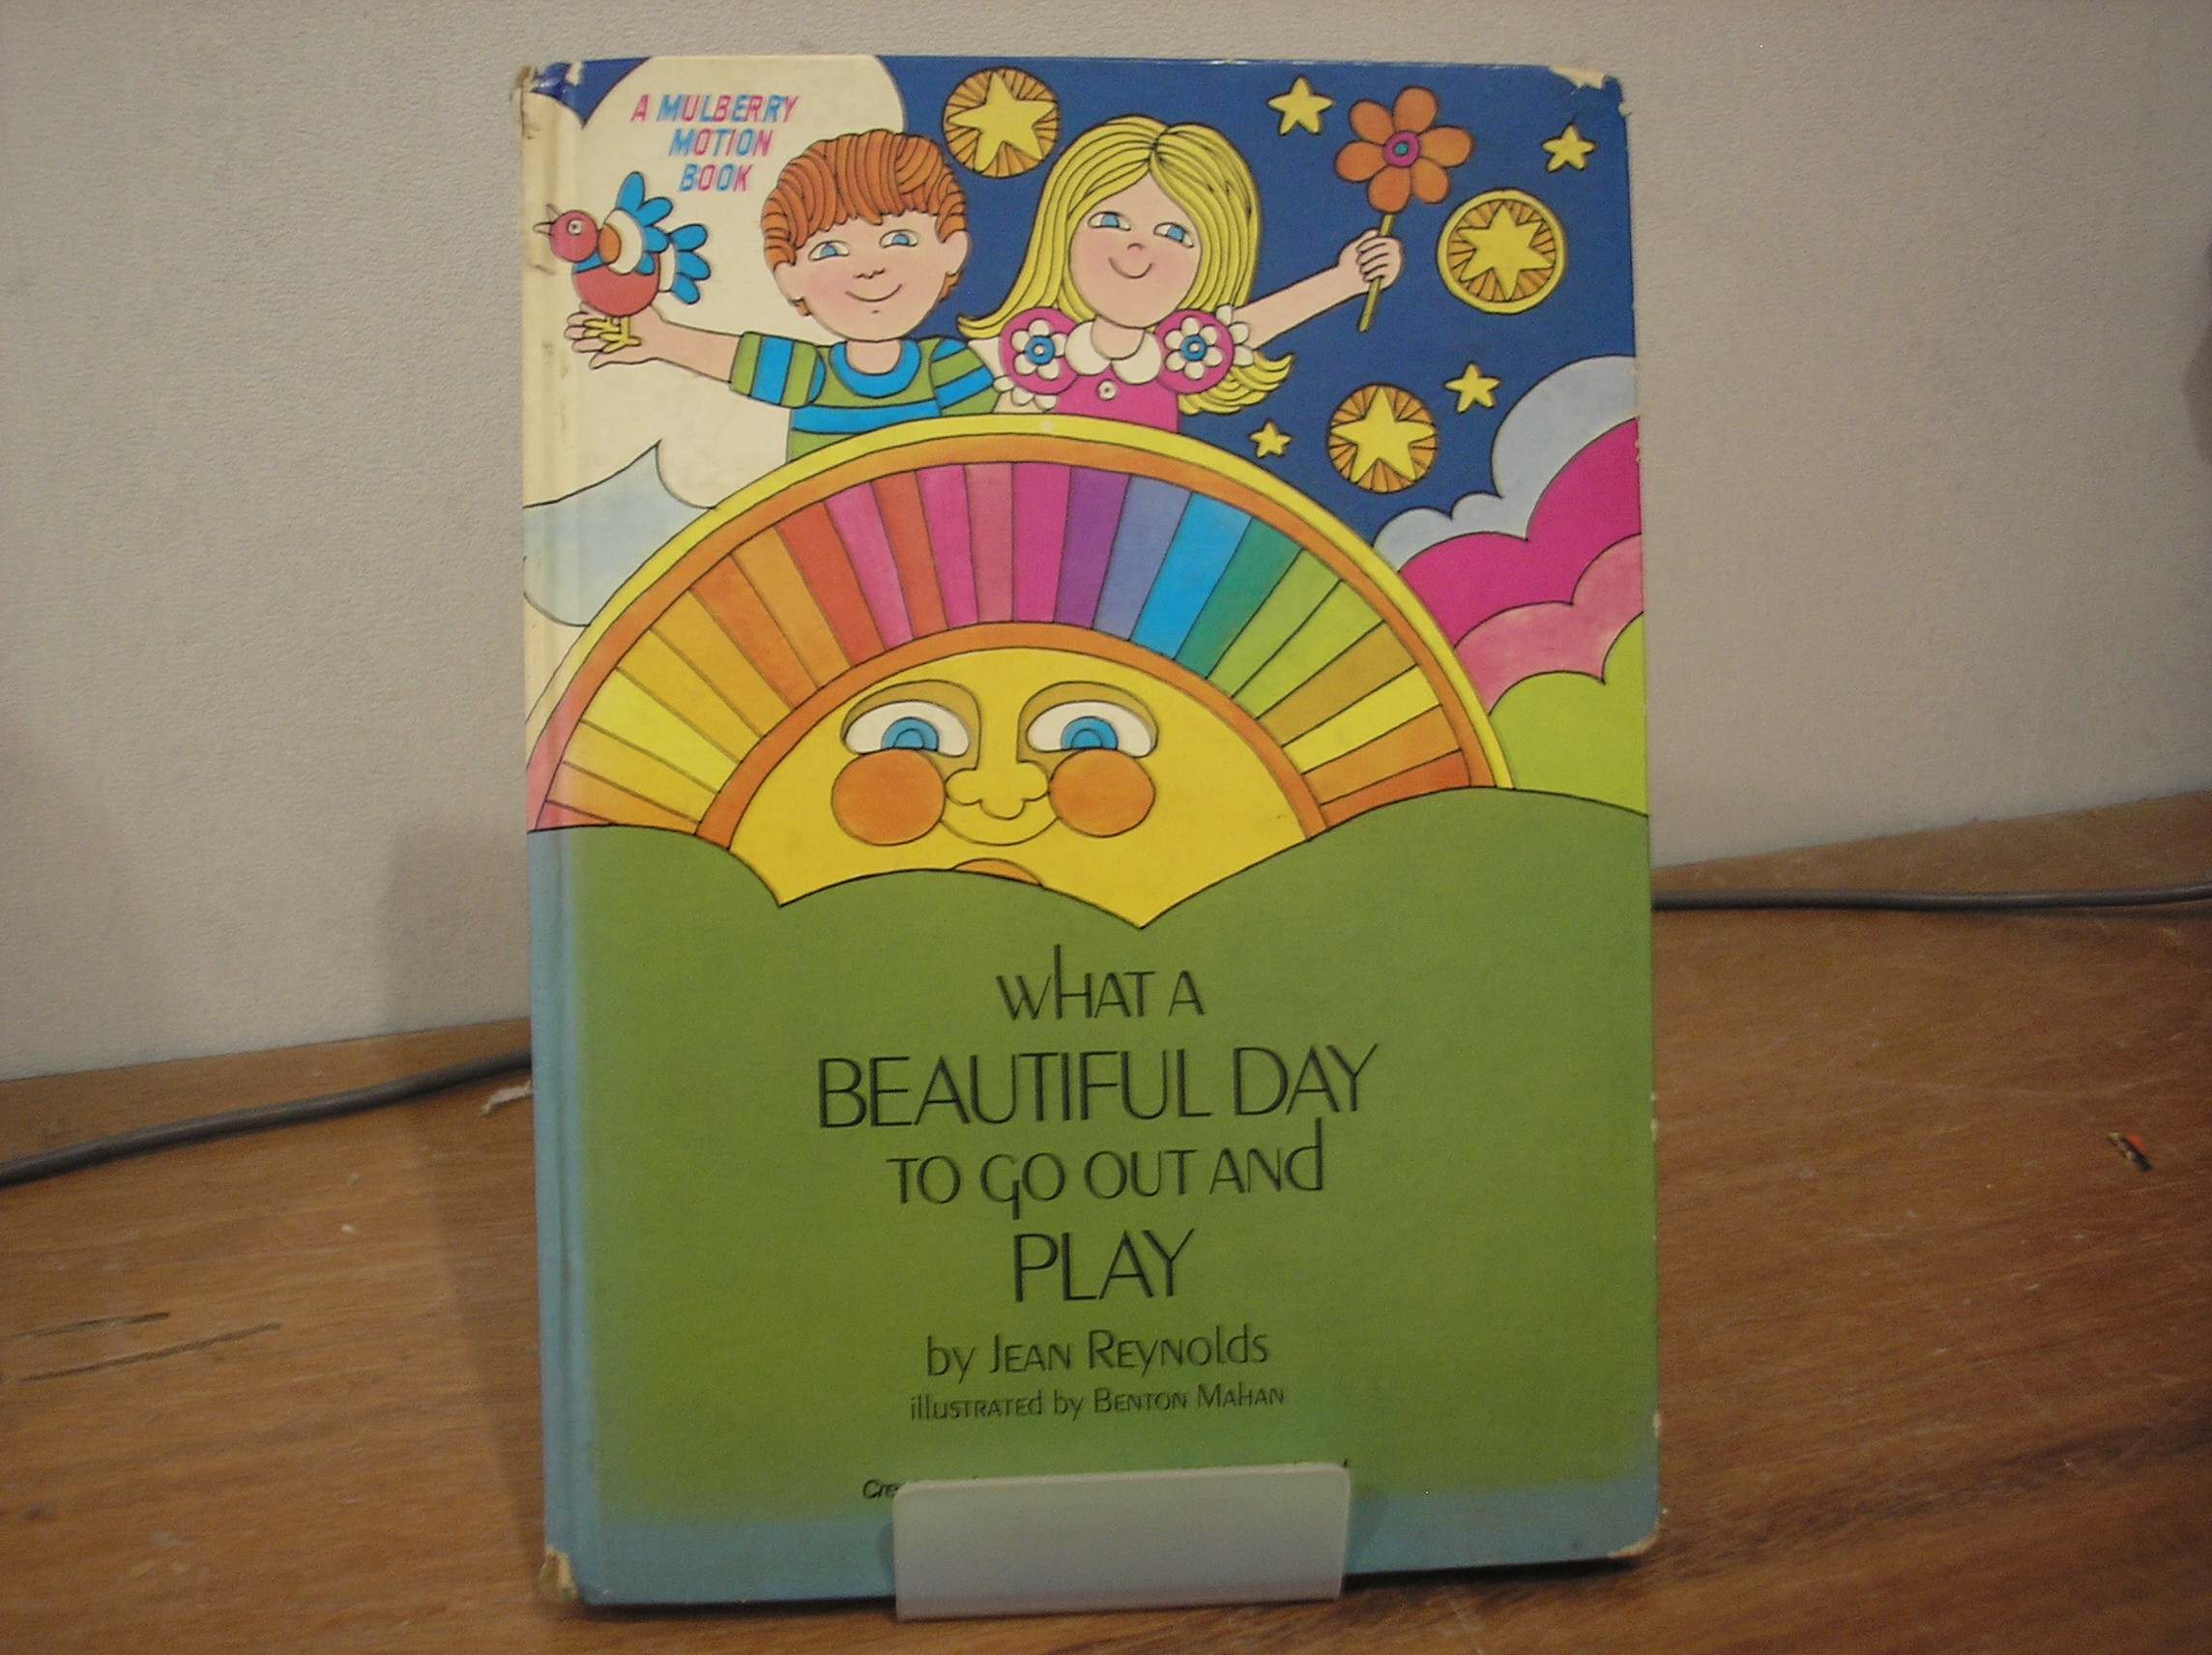 A MULBERRY
MOTION
BOOK
WHAT A
BEAUTIFUL DAY
TO GO OUT ANd
PLAY
by JEAN REyNOldS
illUSTRATEd by BENTON MAhAN